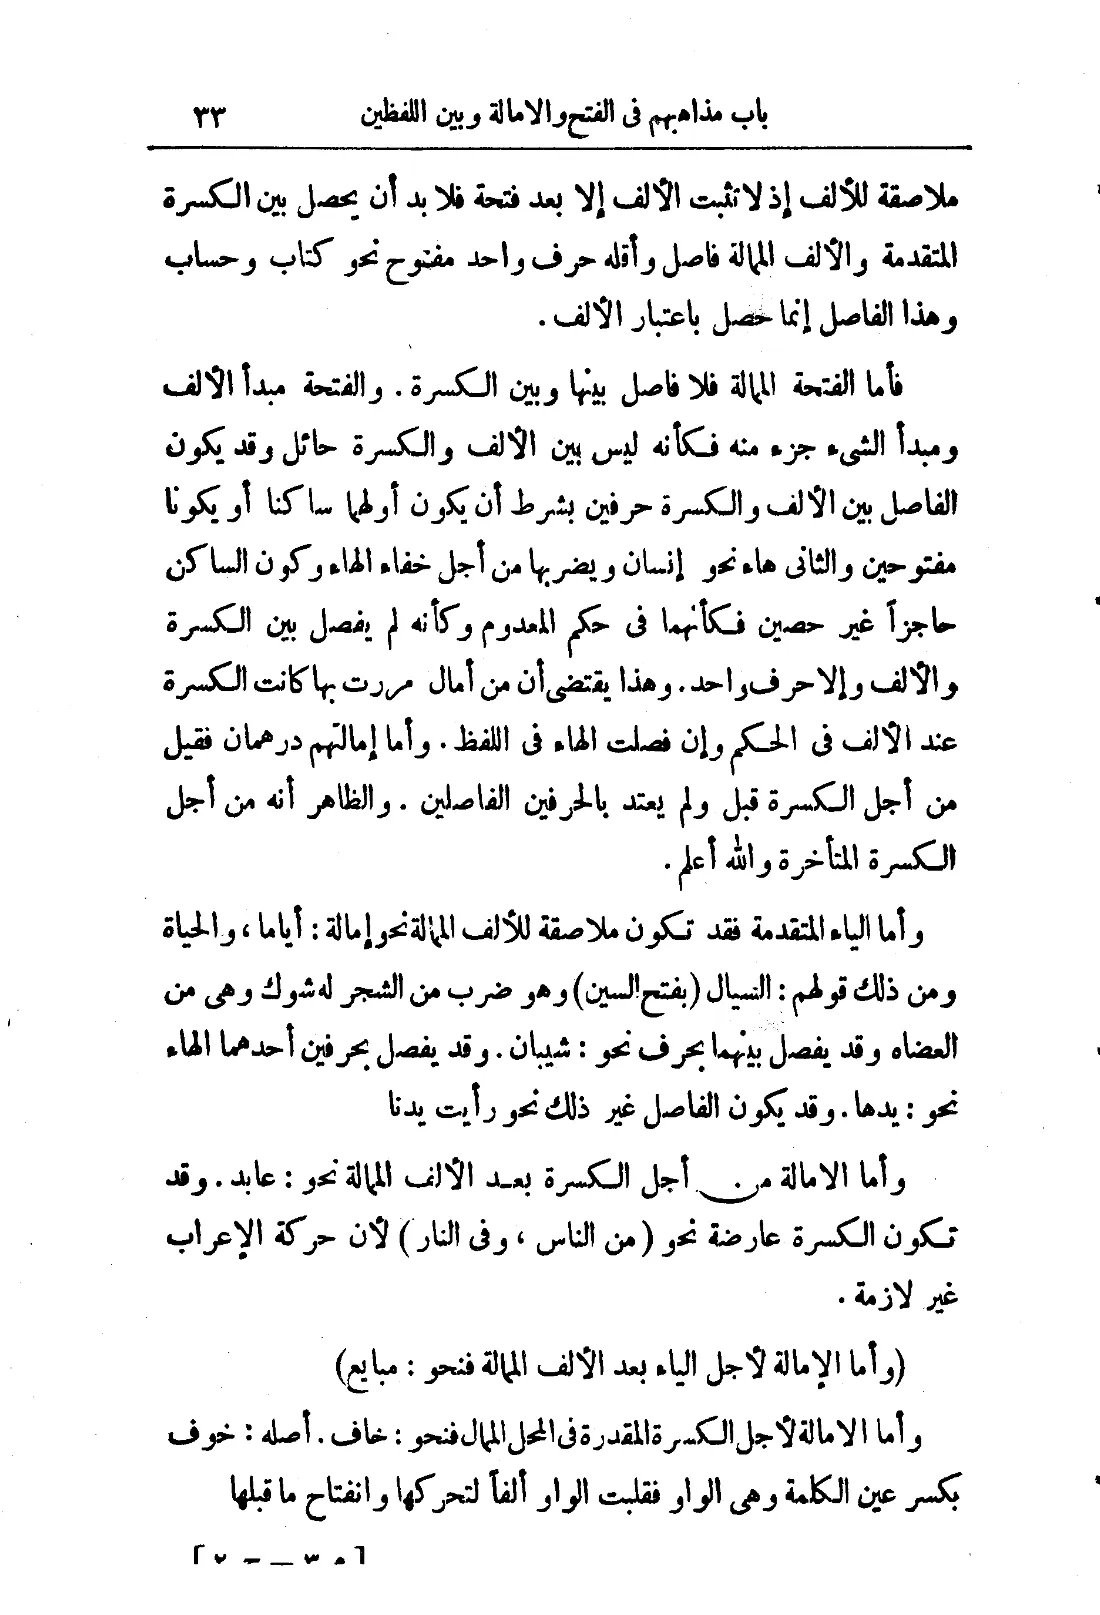 باب مذاهبهم فى الفتح والامالة وبين اللفظين ٣٣
ملاصقة للألف إذ لا تثبت الألف إلا بعد فتحة فلا بد أن يحصل بين الكسرة
المتقدمة والألف الممالة فاصل وأقله حرف واحد مفتوح نحو كتاب وحساب
وهذا الفاصل إنما حصل باعتبار الألف .
فأما الفتحة الممالة فلا فاصل بينها وبين الكسرة . والفتحة مبدأ الألف
ومبدأ الشىء جزء منه فكأنه ليس بين الألف والكسرة حائل وقد يكون
الفاصل بين الألف والكسرة حرفين بشرط أن يكون أولهما ساكنا أو يكونا
مفتوحين والثانى هاء نحو إنسان ويضربها من أجل خفاء الهاء وكون الساكن
حاجزاً غير حصين فكأنهما فى حكم المعدوم وكأنه لم يفصل بين الكسرة
والألف وإلا حرف واحد . وهذا يقتضى أن من أمال مررت بها كانت الكسرة
عند الألف فى الحكم وإن فصلت الهاء فى اللفظ . وأما إمالتهم درهمان فقيل
من أجل الكسرة قبل ولم يعتد بالحرفين الفاصلين . والظاهر أنه من أجل
الكسرة المتأخرة والله أعلم .
وأما الياء المتقدمة فقد تكون ملاصقة للألف الممالة نحو إمالة : أياما ، والحياة
ومن ذلك قولهم : السيال (بفتح السين) وهو ضرب من الشجر له شوك وهى من
العضاه وقد يفصل بينهما بحرف نحو : شيبان . وقد يفصل بحرفين أحدهما الهاء
نحو : يدها . وقد يكون الفاصل غير ذلك نحو رأيت يدنا
وأما الامالة من أجل الكسرة بعد الألف الممالة نحو : عابد . وقد
تكون الكسرة عارضة نحو (من الناس ، وفى النار) لأن حركة الإعراب
غير لازمة .
(وأما الإمالة لأجل الياء بعد الألف الممالة فنحو : مبايع)
وأما الامالة لأجل الكسرة المقدرة فى المحل الممال فنحو : خاف . أصله : خوف
بكسر عين الكلمة وهى الواو فقلبت الواو ألفاً لتحركها وانفتاح ما قبلها